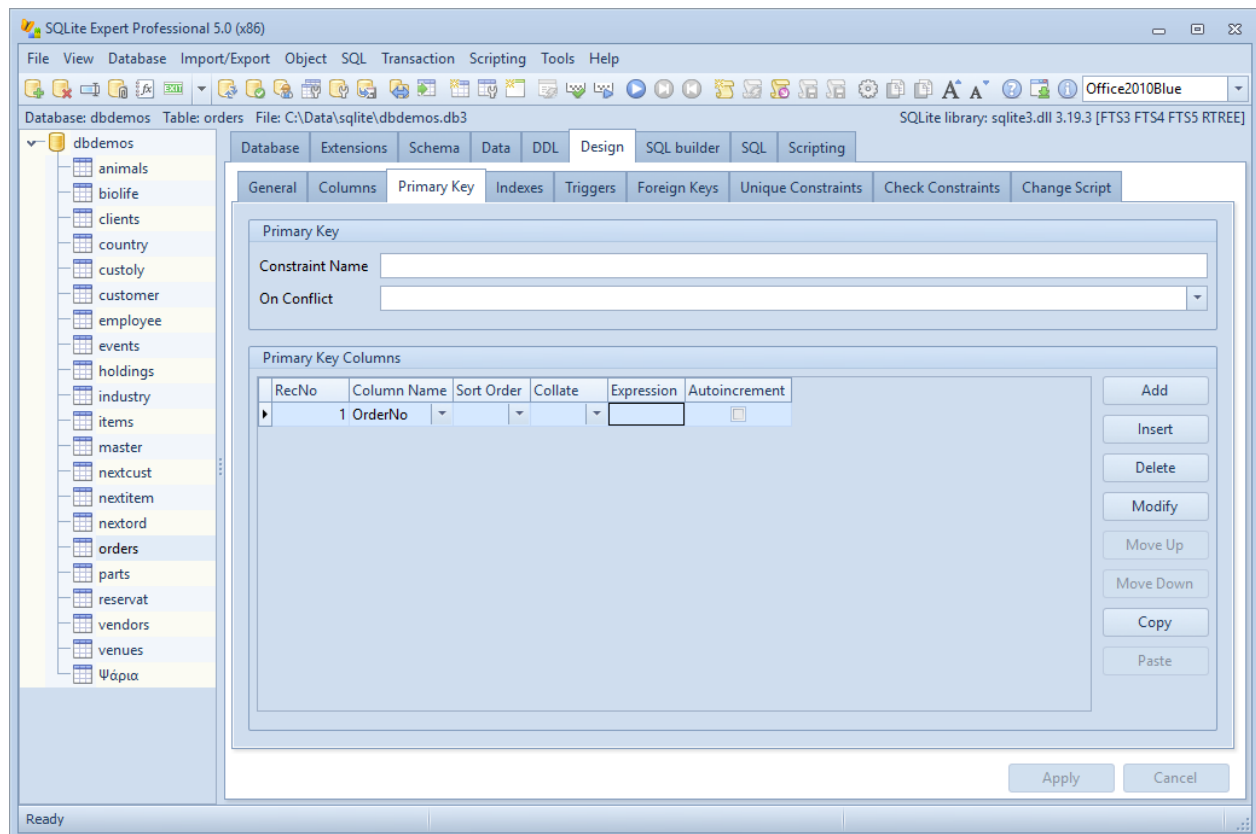 SQLite Expert Professional 5.0 (x86)
File View Database Import/Export Object SQL Transaction Scripting Tools Help
Office2010Blue
Database: dbdemos Table: orders File: C:\Data\sqlite\dbdemos.db3
SQLite library: sqlite3.dll 3.19.3 [FTS3 FTS4 FTS5 RTREE]
dbdemos
animals
biolife
clients
country
custoly
customer
employee
events
holdings
industry
items
master
nextcust
nextitem
nextord
orders
parts
reservat
vendors
venues
Ψάρια
Database Extensions Schema Data DDL Design SQL builder SQL Scripting
General Columns Primary Key Indexes Triggers Foreign Keys Unique Constraints Check Constraints Change Script
Primary Key
Constraint Name
On Conflict
Primary Key Columns
RecNo Column Name Sort Order Collate Expression Autoincrement
1 OrderNo
Add
Insert
Delete
Modify
Move Up
Move Down
Copy
Paste
Apply Cancel
Ready